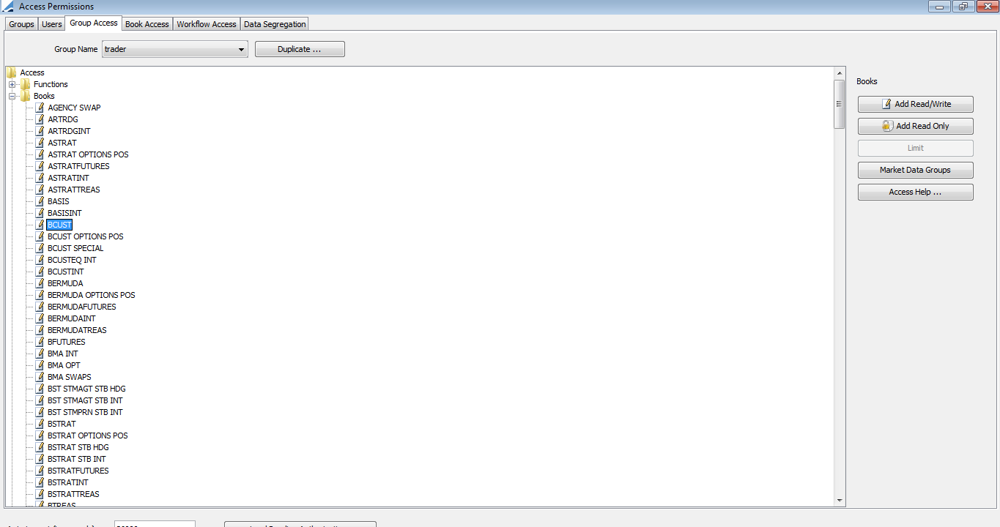 Access Permissions
Groups Users Group Access Book Access Workflow Access Data Segregation
Group Name trader Duplicate ...
Access
Functions
Books
AGENCY SWAP
ARTRDG
ARTRDGINT
ASTRAT
ASTRAT OPTIONS POS
ASTRATFUTURES
ASTRATINT
ASTRATTREAS
BASIS
BASISINT
BCUST
BCUST OPTIONS POS
BCUST SPECIAL
BCUSTEQ INT
BCUSTINT
BERMUDA
BERMUDA OPTIONS POS
BERMUDAFUTURES
BERMUDAINT
BERMUDATREAS
BFUTURES
BMA INT
BMA OPT
BMA SWAPS
BST STMAGT STB HDG
BST STMAGT STB INT
BST STMPRN STB INT
BSTRAT
BSTRAT OPTIONS POS
BSTRAT STB HDG
BSTRAT STB INT
BSTRATFUTURES
BSTRATINT
BSTRATTREAS
BTREAS
Books
Add Read/Write
Add Read Only
Limit
Market Data Groups
Access Help ...